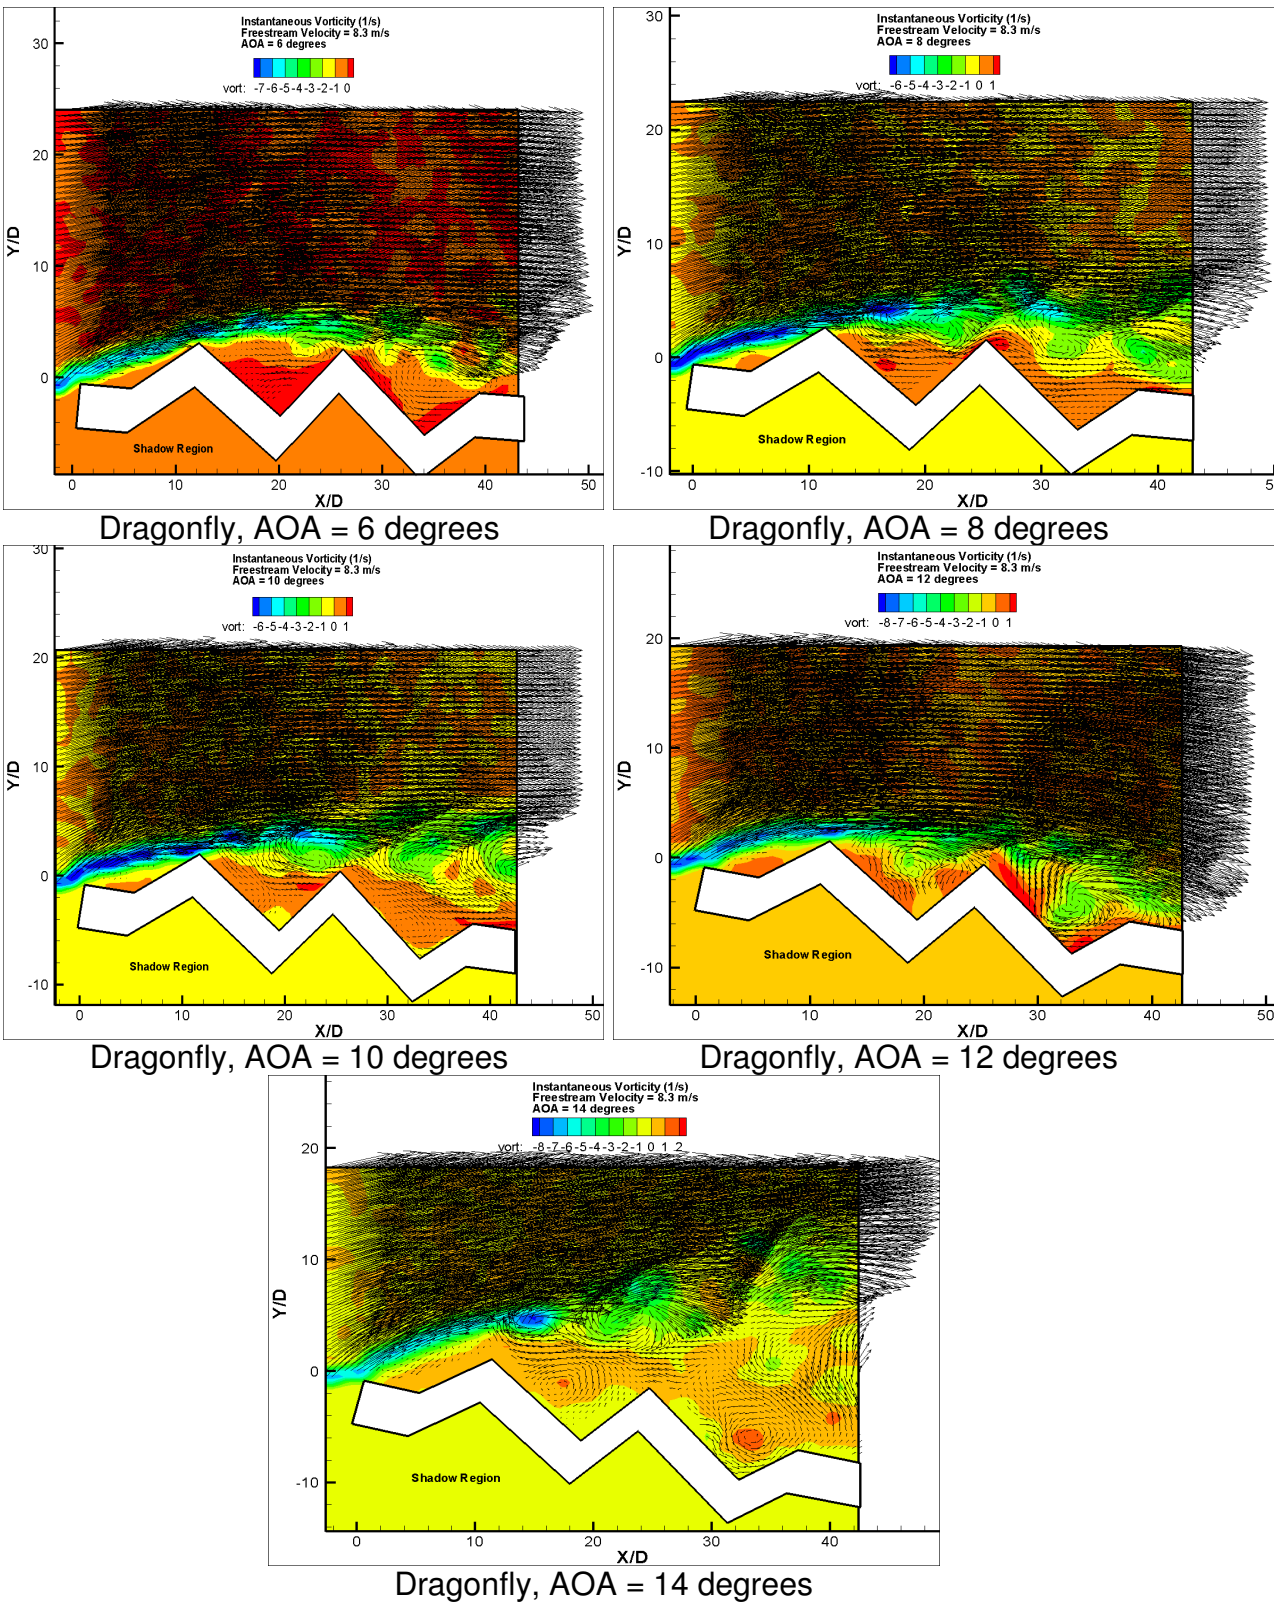 Instantaneous Vorticity (1/s)
Freestream Velocity = 8.3 m/s
AOA = 6 degrees
vort: -7 -6 -5 -4 -3 -2 -1 0
30
20
10
0
Y/D
Shadow Region
0 10 20 30 40 50
X/D
Dragonfly, AOA = 6 degrees
Instantaneous Vorticity (1/s)
Freestream Velocity = 8.3 m/s
AOA = 8 degrees
vort: -6 -5 -4 -3 -2 -1 0 1
30
20
10
0
-10
Y/D
Shadow Region
0 10 20 30 40 5
X/D
Dragonfly, AOA = 8 degrees
Instantaneous Vorticity (1/s)
Freestream Velocity = 8.3 m/s
AOA = 10 degrees
vort: -6 -5 -4 -3 -2 -1 0 1
30
20
10
0
-10
Y/D
Shadow Region
0 10 20 30 40 50
X/D
Dragonfly, AOA = 10 degrees
Instantaneous Vorticity (1/s)
Freestream Velocity = 8.3 m/s
AOA = 12 degrees
vort: -8 -7 -6 -5 -4 -3 -2 -1 0 1
20
10
0
-10
Y/D
Shadow Region
0 10 20 30 40 50
X/D
Dragonfly, AOA = 12 degrees
Instantaneous Vorticity (1/s)
Freestream Velocity = 8.3 m/s
AOA = 14 degrees
vort: -8 -7 -6 -5 -4 -3 -2 -1 0 1 2
20
10
0
-10
Y/D
Shadow Region
0 10 20 30 40
X/D
Dragonfly, AOA = 14 degrees